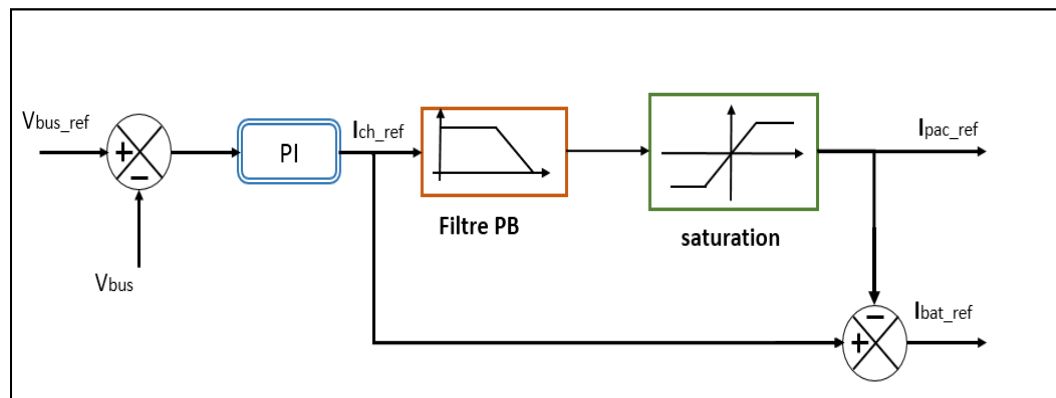 Vbus_ref
+
−
Vbus
PI
Ich_ref
Filtre PB
saturation
Ipac_ref
−
+
Ibat_ref